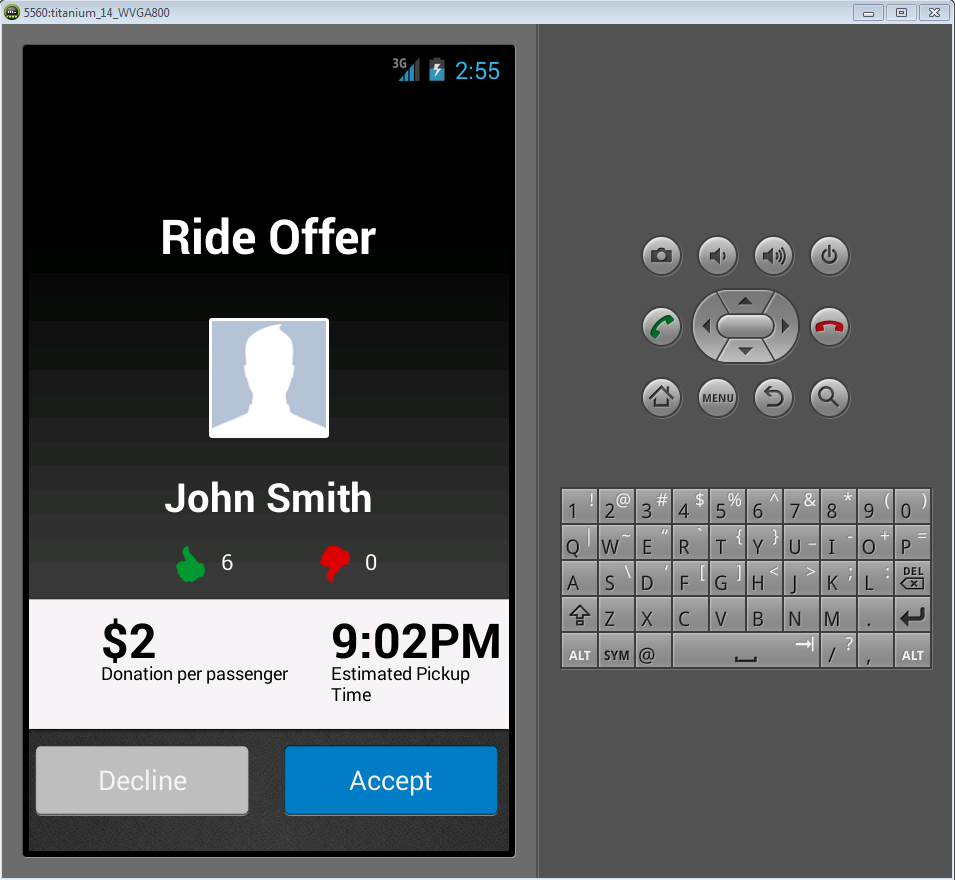 5560:titanium_14_WVGA800
3G 2:55
Ride Offer
John Smith
6 0
$2 9:02PM
Donation per passenger Estimated Pickup
Time
Decline Accept
MENU
1 ! 2 @ 3 # 4 $ 5 % 6 ^ 7 & 8 * 9 ( 0 )
Q | W ~ E “ R ` T { Y } U _ I - O + P =
A S \ D ‘ F [ G ] H < J > K ; L : DEL
Z X C V B N M .
ALT SYM @ / ? , ALT